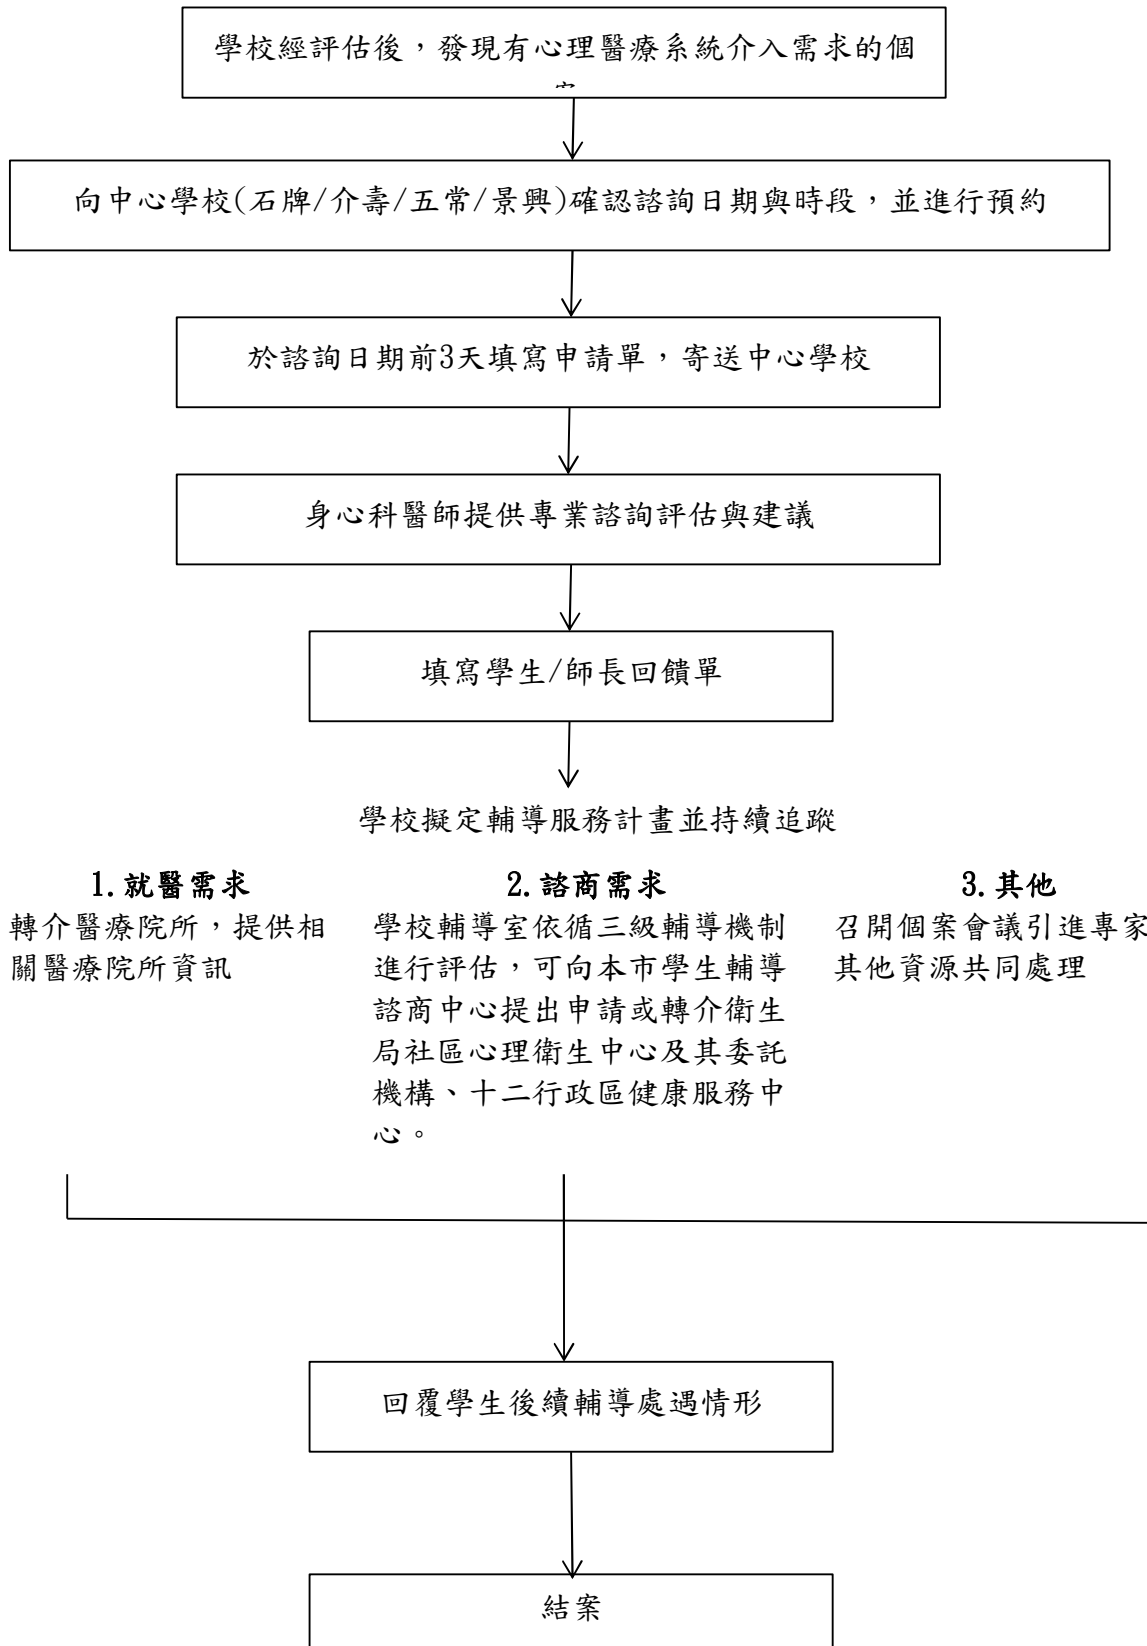 學校經評估後，發現有心理醫療系統介入需求的個
向中心學校(石牌/介壽/五常/景興)確認諮詢日期與時段，並進行預約
於諮詢日期前3天填寫申請單，寄送中心學校
身心科醫師提供專業諮詢評估與建議
填寫學生/師長回饋單
學校擬定輔導服務計畫並持續追蹤
1.就醫需求
轉介醫療院所，提供相
關醫療院所資訊
2.諮商需求
學校輔導室依循三級輔導機制
進行評估，可向本市學生輔導
諮商中心提出申請或轉介衛生
局社區心理衛生中心及其委託
機構、十二行政區健康服務中
心。
3.其他
召開個案會議引進專家
其他資源共同處理
回覆學生後續輔導處遇情形
結案